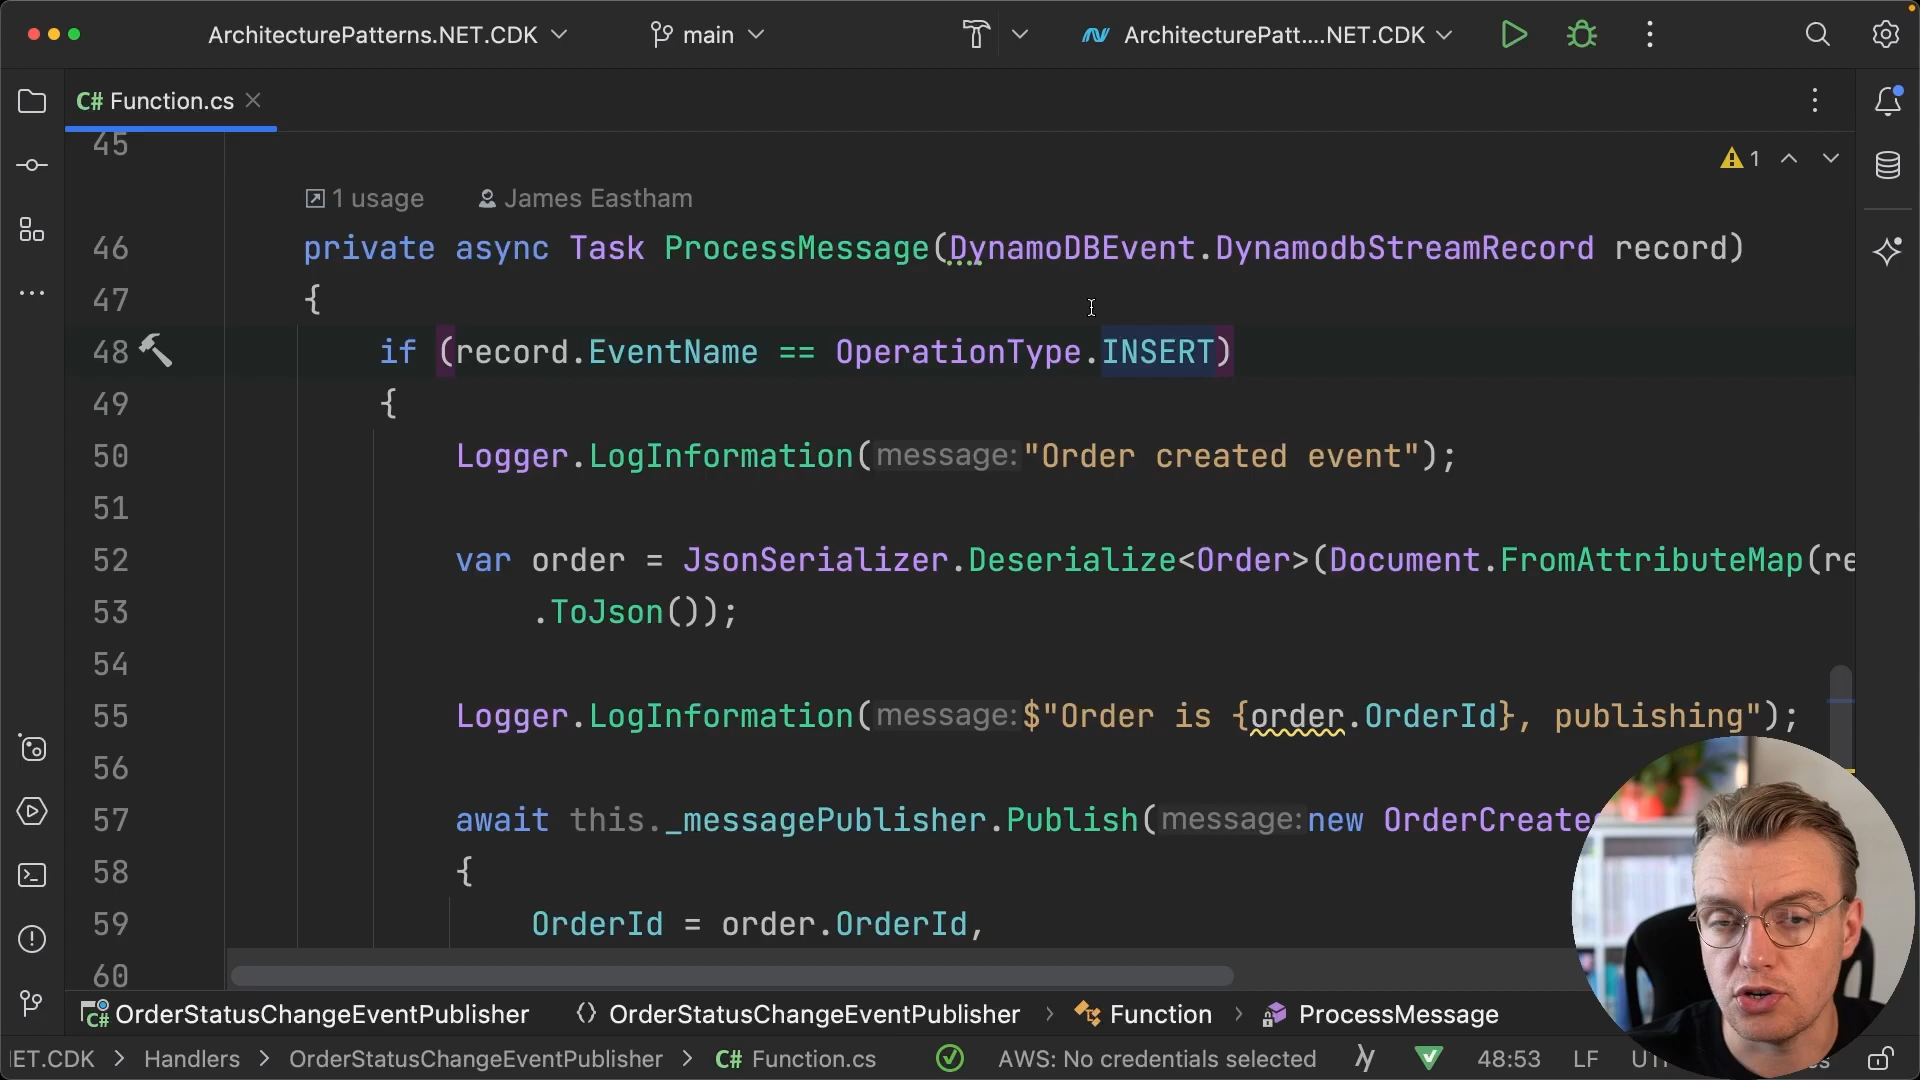 ArchitecturePatterns.NET.CDK
main
ArchitecturePatt....NET.CDK
C# Function.cs
45
1
1 usage
James Eastham
46 private async Task ProcessMessage(DynamoDBEvent.DynamodbStreamRecord record)
47 {
48 if (record.EventName == OperationType.INSERT)
49 {
50 Logger.LogInformation(message:"Order created event");
51
52 var order = JsonSerializer.Deserialize<Order>(Document.FromAttributeMap(re
53 .ToJson());
54
55 Logger.LogInformation(message:$"Order is {order.OrderId}, publishing");
56
57 await this._messagePublisher.Publish(message:new OrderCreate
58 {
59 OrderId = order.OrderId,
60
C# OrderStatusChangeEventPublisher
OrderStatusChangeEventPublisher
Function
ProcessMessage
ET.CDK > Handlers > OrderStatusChangeEventPublisher > C# Function.cs
AWS: No credentials selected
48:53
LF